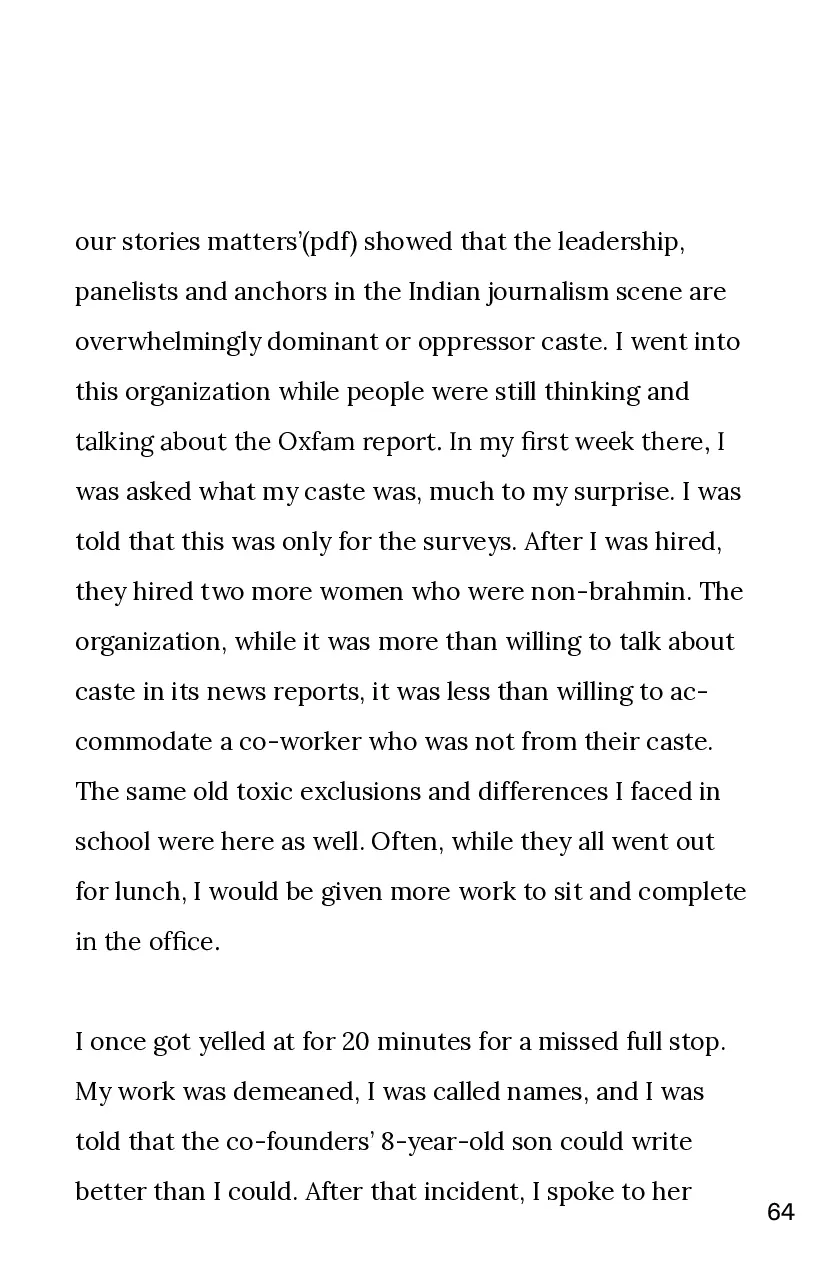 our stories matters’(pdf) showed that the leadership,
panelists and anchors in the Indian journalism scene are
overwhelmingly dominant or oppressor caste. I went into
this organization while people were still thinking and
talking about the Oxfam report. In my first week there, I
was asked what my caste was, much to my surprise. I was
told that this was only for the surveys. After I was hired,
they hired two more women who were non-brahmin. The
organization, while it was more than willing to talk about
caste in its news reports, it was less than willing to ac-
commodate a co-worker who was not from their caste.
The same old toxic exclusions and differences I faced in
school were here as well. Often, while they all went out
for lunch, I would be given more work to sit and complete
in the office.
I once got yelled at for 20 minutes for a missed full stop.
My work was demeaned, I was called names, and I was
told that the co-founders’ 8-year-old son could write
better than I could. After that incident, I spoke to her
64